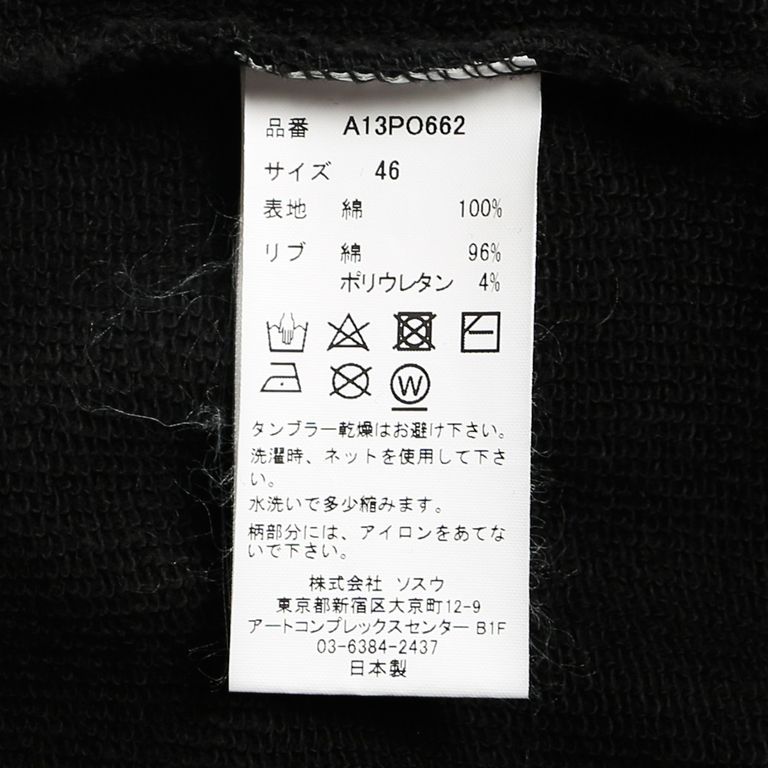 品番 A13PO662
サイズ 46
表地 綿 100%
リブ 綿 96%
ポリウレタン 4%
W
タンブラー乾燥はお避け下さい。
洗濯時、ネットを使用して下さ
い。
水洗いで多少縮みます。
柄部分には、アイロンをあてな
いで下さい。
株式会社 ソスウ
東京都新宿区大京町12-9
アートコンプレックスセンター B1F
03-6384-2437
日本製